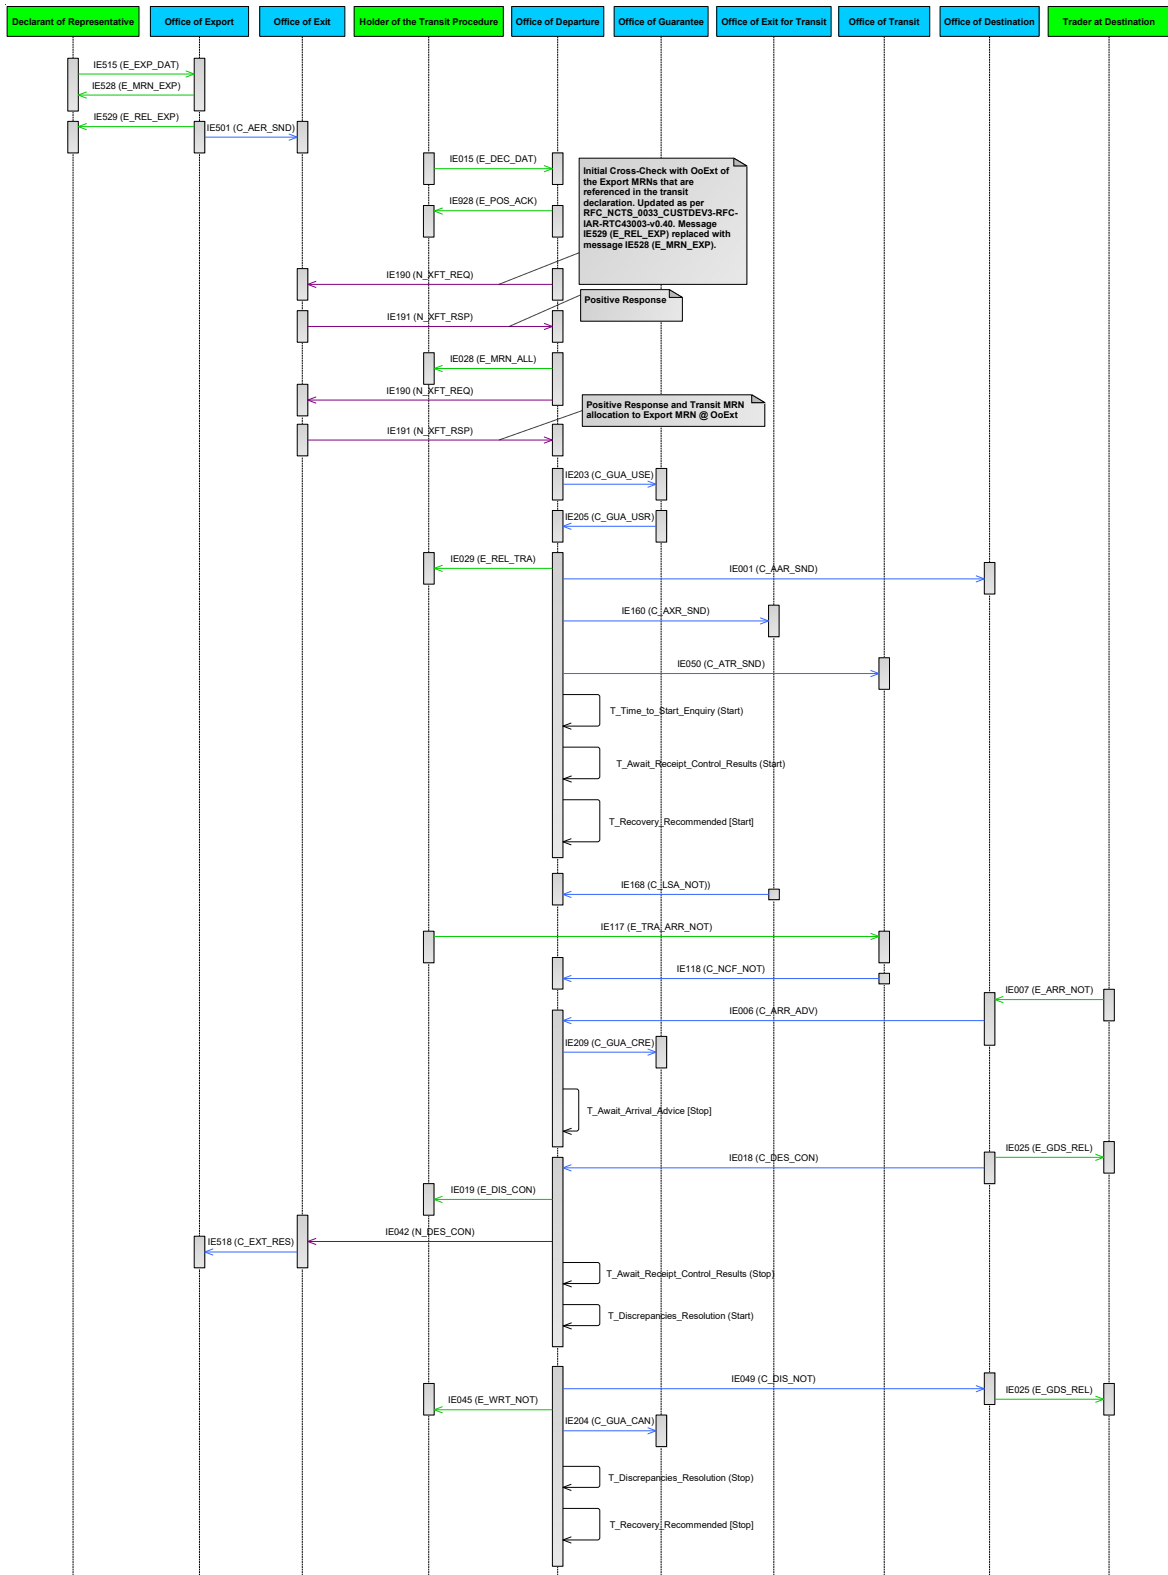 Declarant of Representative
Office of Export
Office of Exit
Holder of the Transit Procedure
Office of Departure
Office of Guarantee
Office of Exit for Transit
Office of Transit
Office of Destination
Trader at Destination
IE515 (E_EXP_DAT)
IE528 (E_MRN_EXP)
IE529 (E_REL_EXP)
IE501 (C_AER_SND)
IE015 (E_DEC_DAT)
Initial Cross-Check with OoExt of
the Export MRNs that are
referenced in the transit
declaration. Updated as per
RFC_NCTS_0033_CUSTDEV3-RFC-
IAR-RTC43003-v0.40. Message
IE529 (E_REL_EXP) replaced with
message IE528 (E_MRN_EXP).
IE928 (E_POS_ACK)
IE190 (N_XFT_REQ)
Positive Response
IE191 (N_XFT_RSP)
IE028 (E_MRN_ALL)
IE190 (N_XFT_REQ)
Positive Response and Transit MRN
allocation to Export MRN @ OoExt
IE191 (N_XFT_RSP)
IE203 (C_GUA_USE)
IE205 (C_GUA_USR)
IE029 (E_REL_TRA)
IE001 (C_AAR_SND)
IE160 (C_AXR_SND)
IE050 (C_ATR_SND)
T_Time_to_Start_Enquiry (Start)
T_Await_Receipt_Control_Results (Start)
T_Recovery_Recommended [Start]
IE168 (C_LSA_NOT))
IE117 (E_TRA_ARR_NOT)
IE118 (C_NCF_NOT)
IE007 (E_ARR_NOT)
IE006 (C_ARR_ADV)
IE209 (C_GUA_CRE)
T_Await_Arrival_Advice [Stop]
IE025 (E_GDS_REL)
IE018 (C_DES_CON)
IE019 (E_DIS_CON)
IE042 (N_DES_CON)
IE518 (C_EXT_RES)
T_Await_Receipt_Control_Results (Stop)
T_Discrepancies_Resolution (Start)
IE049 (C_DIS_NOT)
IE025 (E_GDS_REL)
IE045 (E_WRT_NOT)
IE204 (C_GUA_CAN)
T_Discrepancies_Resolution (Stop)
T_Recovery_Recommended [Stop]